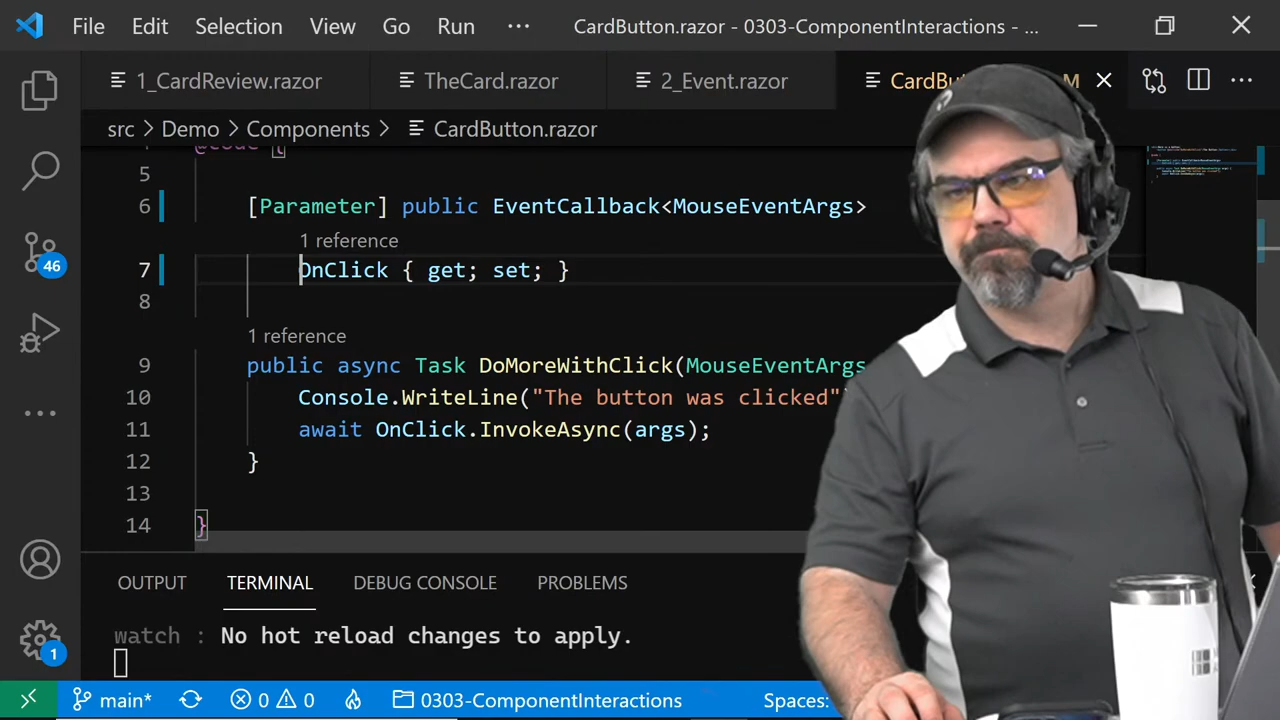 File Edit Selection View Go Run ··· CardButton.razor - 0303-ComponentInteractions - ...
1_CardReview.razor TheCard.razor 2_Event.razor M
src > Demo > Components > CardButton.razor
5
6 [Parameter] public EventCallback<MouseEventArgs>
1 reference
7 OnClick { get; set; }
8
1 reference
9 public async Task DoMoreWithClick(MouseEventArgs
10 Console.WriteLine("The button was clicked")
11 await OnClick.InvokeAsync(args);
12 }
13
14 }
46
1
OUTPUT TERMINAL DEBUG CONSOLE PROBLEMS
watch : No hot reload changes to apply.
main* 0 0 0303-ComponentInteractions Spaces: